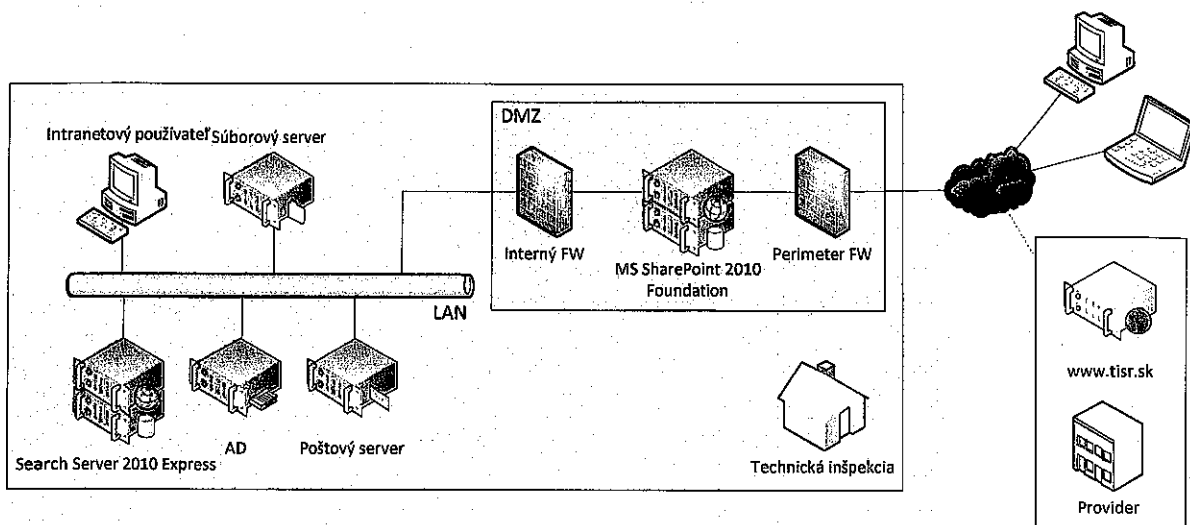 DMZ
Intranetový používateľ
Súborový server
Interný FW
MS SharePoint 2010
Foundation
Perimeter FW
LAN
www.tisr.sk
Search Server 2010 Express
AD
Poštový server
Technická inšpekcia
Provider